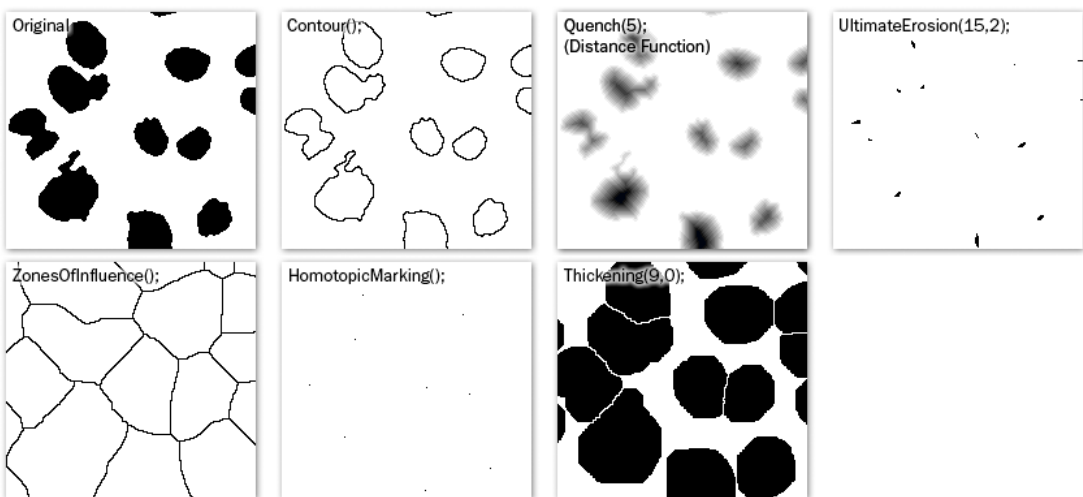 Original
Contour();
Quench(5);
(Distance Function)
UltimateErosion(15,2);
ZonesOfInfluence();
HomotopicMarking();
Thickening(9,0);